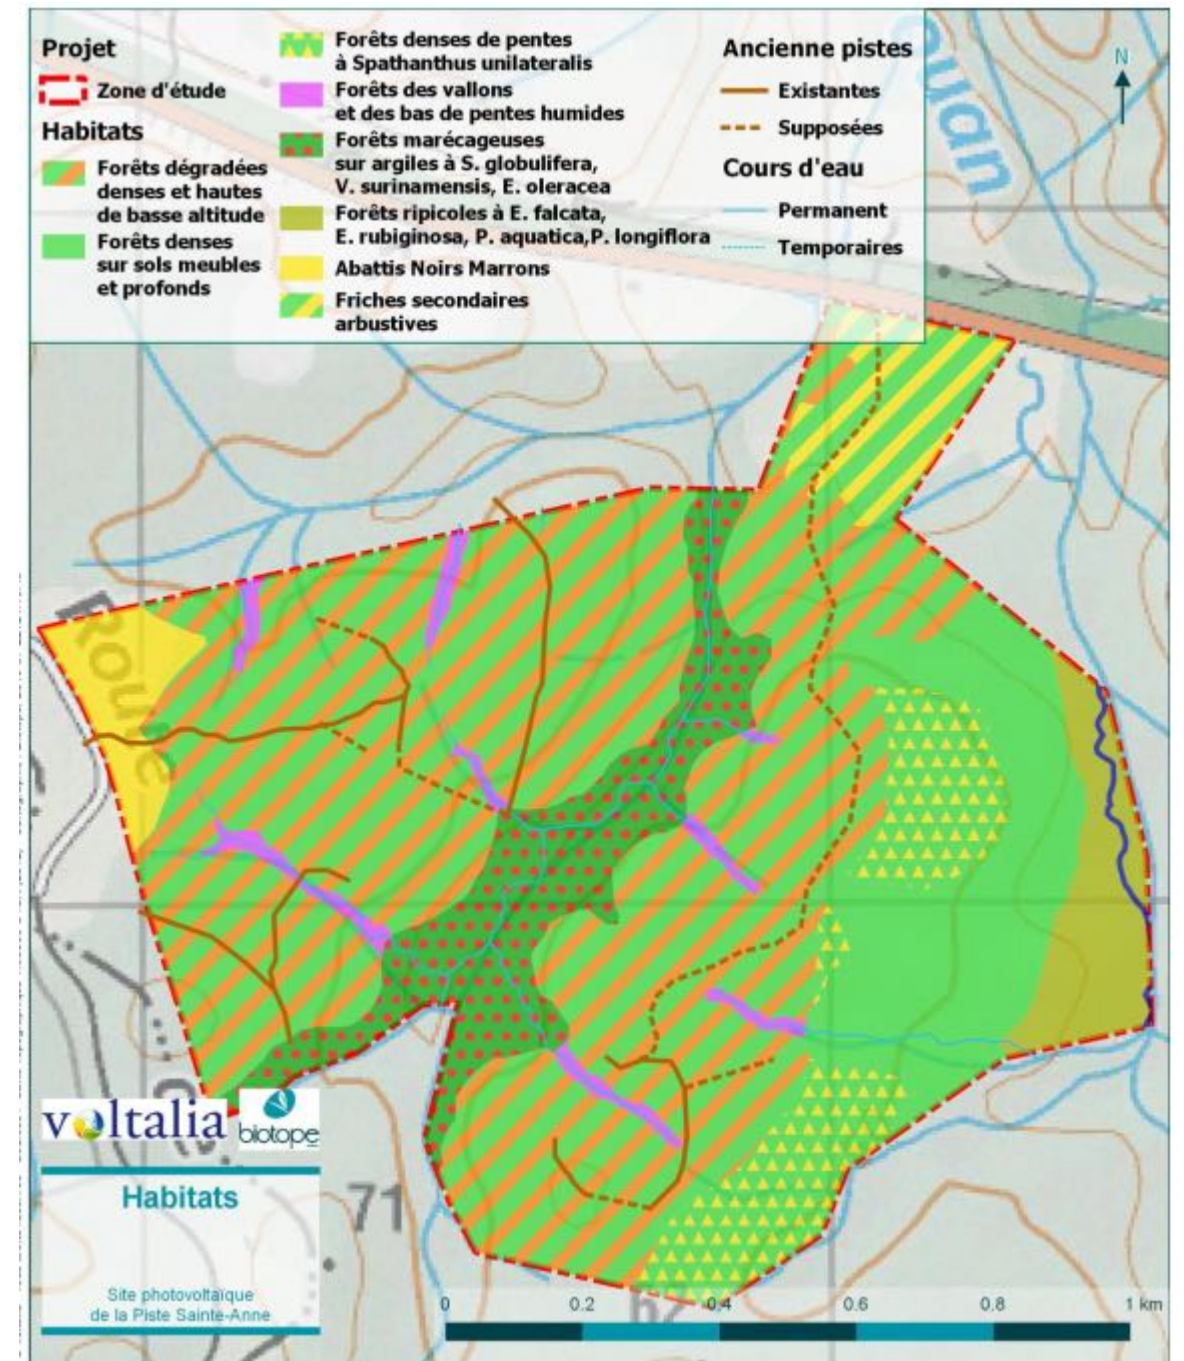 Projet
Zone d'étude
Habitats
Forêts dégradées
denses et hautes
de basse altitude
Forêts denses
sur sols meubles
et profonds
Forêts denses de pentes
à Spathanthus unilateralis
Forêts des vallons
et des bas de pentes humides
Forêts marécageuses
sur argiles à S. globulifera,
V. surinamensis, E. oleracea
Forêts ripicoles à E. falcata,
E. rubiginosa, P. aquatica,P. longiflora
Abattis Noirs Marrons
Friches secondaires
arbustives
Ancienne pistes
Existantes
Supposées
Cours d'eau
Permanent
Temporaires
N
Route
71
voltalia
biotope
Habitats
Site photovoltaïque
de la Piste Sainte-Anne
0 0.2 0.4 0.6 0.8 1 km